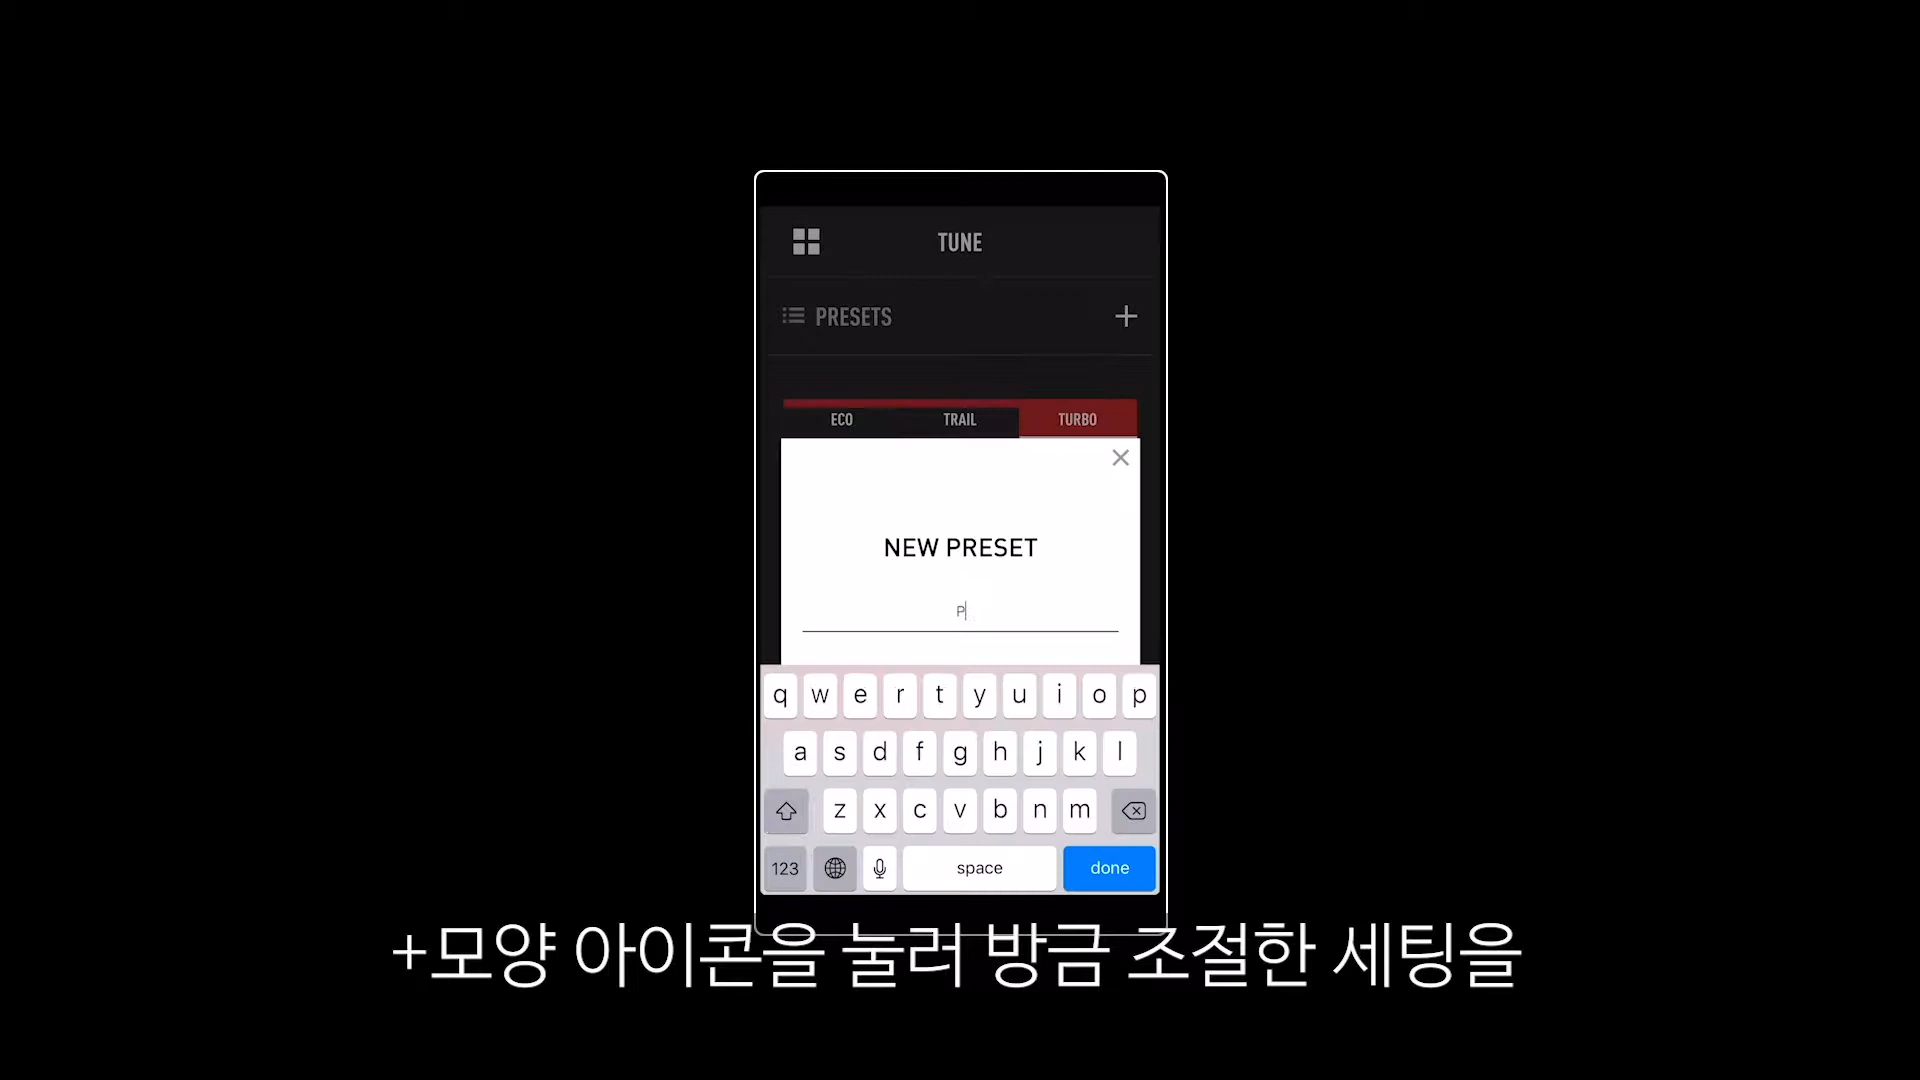 TUNE
PRESETS +
ECO TRAIL TURBO
NEW PRESET
P
q w e r t y u i o p
a s d f g h j k l
z x c v b n m
123 space done
+모양 아이콘을 눌러 방금 조절한 세팅을